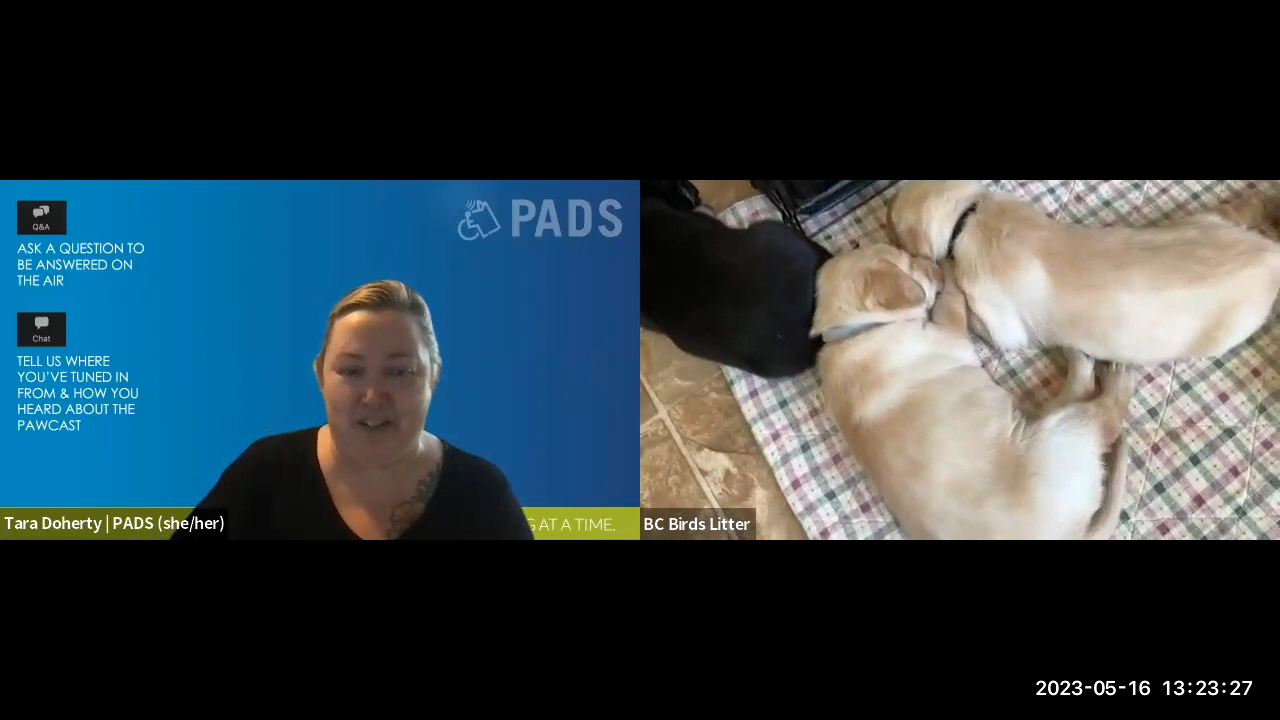 Q&A
ASK A QUESTION TO
BE ANSWERED ON
THE AIR
Chat
TELL US WHERE
YOU'VE TUNED IN
FROM & HOW YOU
HEARD ABOUT THE
PAWCAST
PADS
Tara Doherty | PADS (she/her)
G AT A TIME.
BC Birds Litter
2023-05-16 13:23:27